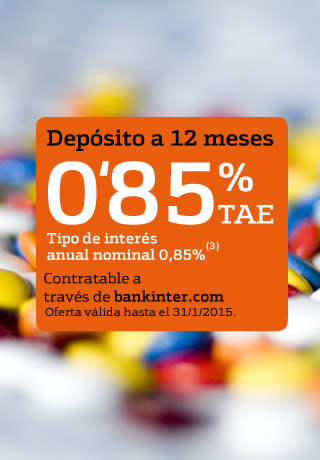 Depósito a 12 meses
0‘85% TAE
Tipo de interés
anual nominal 0,85%(3)
Contratable a
través de bankinter.com
Oferta válida hasta el 31/1/2015.